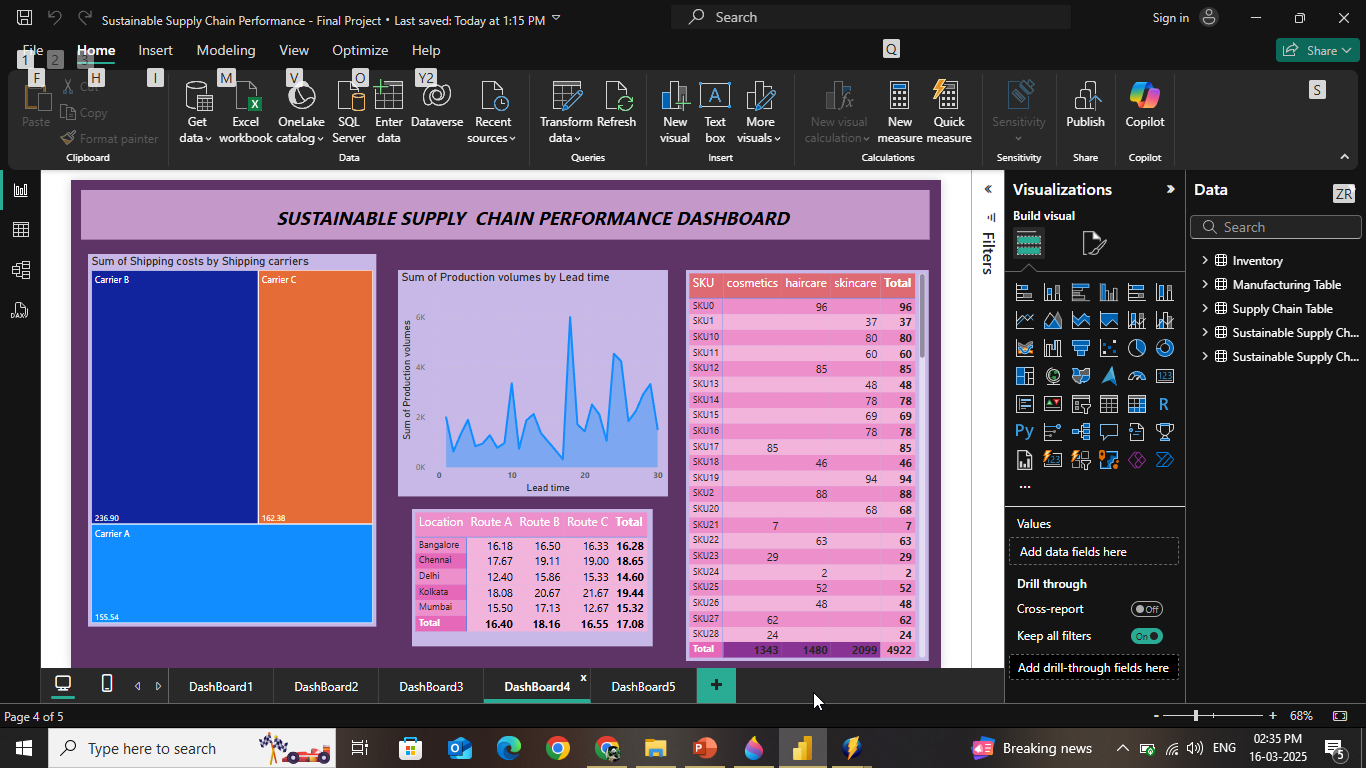 Sustainable Supply Chain Performance - Final Project • Last saved: Today at 1:15 PM
Search
Sign in
File Home Insert Modeling View Optimize Help
Share
1 2 3 Q
F H I M V O Y2 S
Paste
Cut
Copy
Format painter
Clipboard
Get data
Excel workbook
OneLake catalog
SQL Server
Enter data
Dataverse
Recent sources
Data
Transform data
Refresh
Queries
New visual
Text box
More visuals
Insert
New visual calculation
New measure
Quick measure
Calculations
Sensitivity
Sensitivity
Publish
Share
Copilot
Copilot
SUSTAINABLE SUPPLY CHAIN PERFORMANCE DASHBOARD
Sum of Shipping costs by Shipping carriers
Carrier B
236.90
Carrier C
162.38
Carrier A
155.54
Sum of Production volumes by Lead time
Sum of Production volumes
6K
4K
2K
0K
0 10 20 30
Lead time
Location Route A Route B Route C Total
Bangalore 16.18 16.50 16.33 16.28
Chennai 17.67 19.11 19.00 18.65
Delhi 12.40 15.86 15.33 14.60
Kolkata 18.08 20.67 21.67 19.44
Mumbai 15.50 17.13 12.67 15.32
Total 16.40 18.16 16.55 17.08
SKU cosmetics haircare skincare Total
SKU0 96 96
SKU1 37 37
SKU10 80 80
SKU11 60 60
SKU12 85 85
SKU13 48 48
SKU14 78 78
SKU15 69 69
SKU16 78 78
SKU17 85 85
SKU18 46 46
SKU19 94 94
SKU2 88 88
SKU20 68 68
SKU21 7 7
SKU22 63 63
SKU23 29 29
SKU24 2 2
SKU25 52 52
SKU26 48 48
SKU27 62 62
SKU28 24 24
Total 1343 1480 2099 4922
Filters
Visualizations
Build visual
123
R
Py
123
...
Values
Add data fields here
Drill through
Cross-report Off
Keep all filters On
Add drill-through fields here
Data
ZR
Search
Inventory
Manufacturing Table
Supply Chain Table
Sustainable Supply Ch...
Sustainable Supply Ch...
DAX
DashBoard1 DashBoard2 DashBoard3 DashBoard4 x DashBoard5 +
Page 4 of 5
- + 68%
Type here to search
Breaking news
ENG
02:35 PM
16-03-2025
5